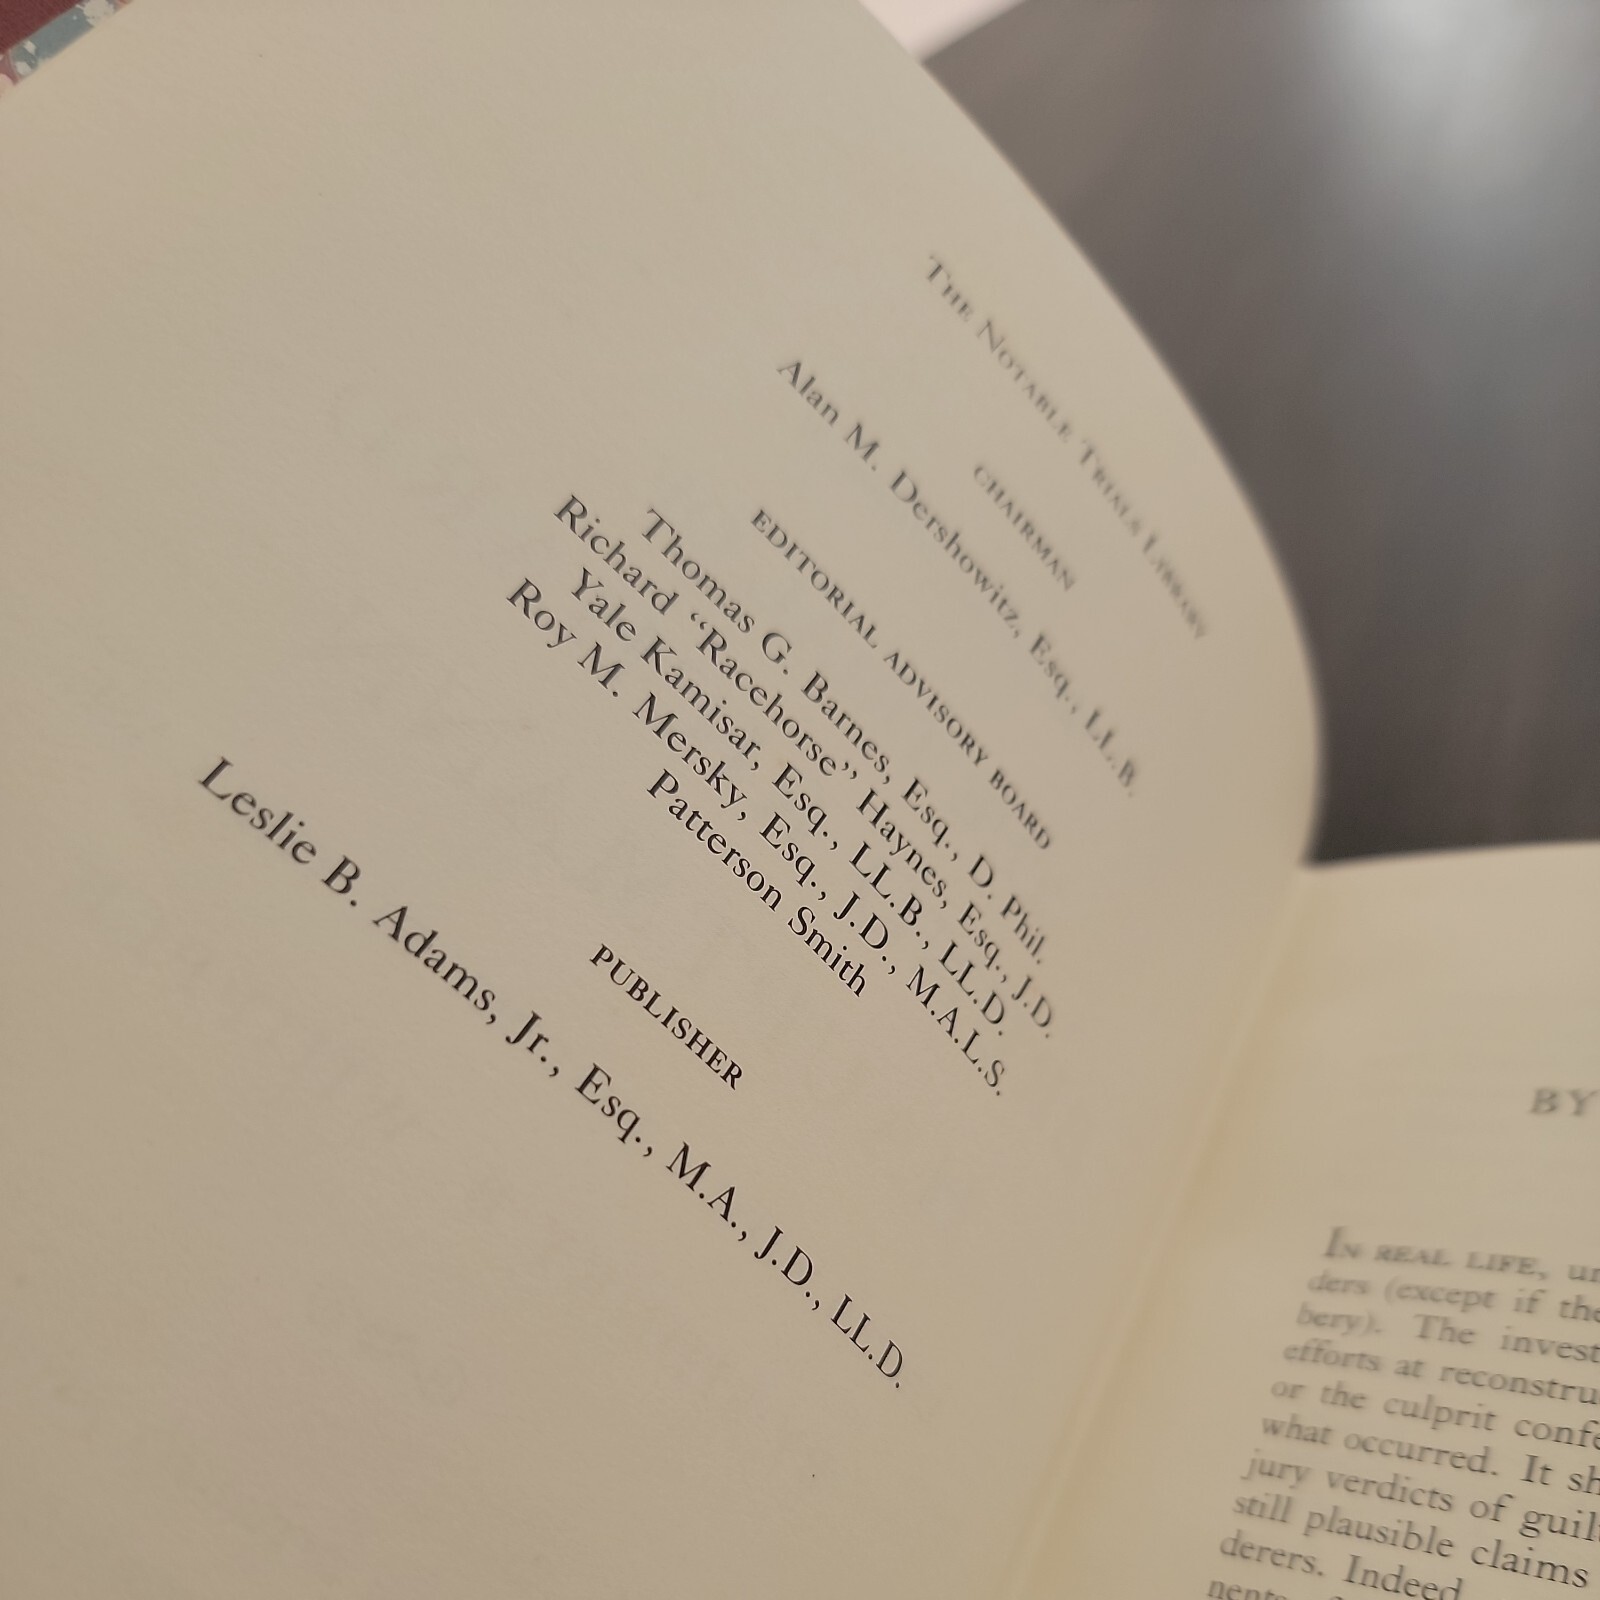 THE NOTABLE TRIALS LIBRARY
CHAIRMAN
Alan M. Dershowitz, Esq., LL.B.
EDITORIAL ADVISORY BOARD
Thomas G. Barnes, Esq., D. Phil.
Richard “Racehorse” Haynes, Esq., J.D.
Yale Kamisar, Esq., LL.B., LL.D.
Roy M. Mersky, Esq., J.D., M.A.L.S.
Patterson Smith
PUBLISHER
Leslie B. Adams, Jr., Esq., M.A., J.D., LL.D.
BY
IN REAL LIFE, un
ders (except if the
bery). The invest
efforts at reconstru
or the culprit confe
what occurred. It sh
jury verdicts of guil
still plausible claims
derers. Indeed